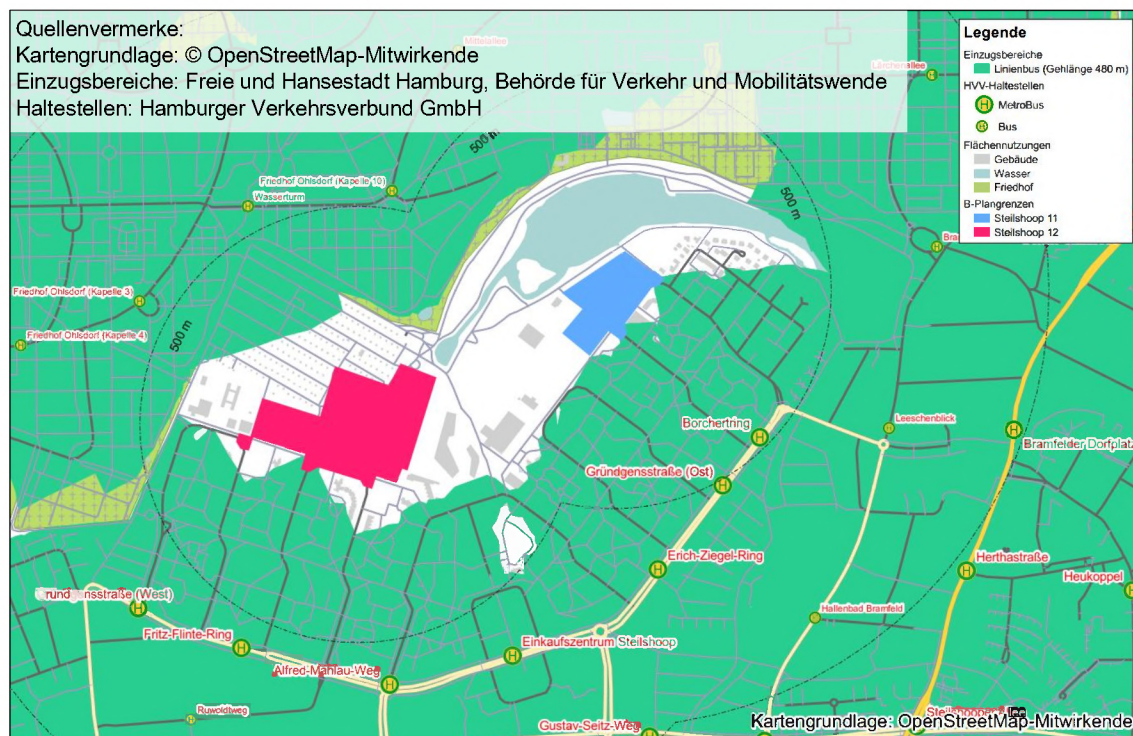 Quellenvermerke:
Kartengrundlage: © OpenStreetMap-Mitwirkende
Einzugsbereiche: Freie und Hansestadt Hamburg, Behörde für Verkehr und Mobilitätswende
Haltestellen: Hamburger Verkehrsverbund GmbH
Mittelallee
Lärchenallee
Legende
Einzugsbereiche
Linienbus (Gehlänge 480 m)
HVV-Haltestellen
MetroBus
Bus
Flächennutzungen
Gebäude
Wasser
Friedhof
B-Plangrenzen
Steilshoop 11
Steilshoop 12
500 m
500 m
500 m
Friedhof Ohlsdorf (Kapelle 10)
Wasserturm
Friedhof Ohlsdorf (Kapelle 3)
Friedhof Ohlsdorf (Kapelle 4)
Borchertring
Leeschenblick
Bramfelder Dorfplatz
Gründgensstraße (Ost)
Erich-Ziegel-Ring
Herthastraße
Heukoppel
(West)
Hallenbad Bramfeld
Fritz-Flinte-Ring
Einkaufszentrum Steilshoop
Alfred-Mahlau-Weg
Ruwoldtweg
Gustav-Seitz-Weg
Kartengrundlage: OpenStreetMap-Mitwirkende